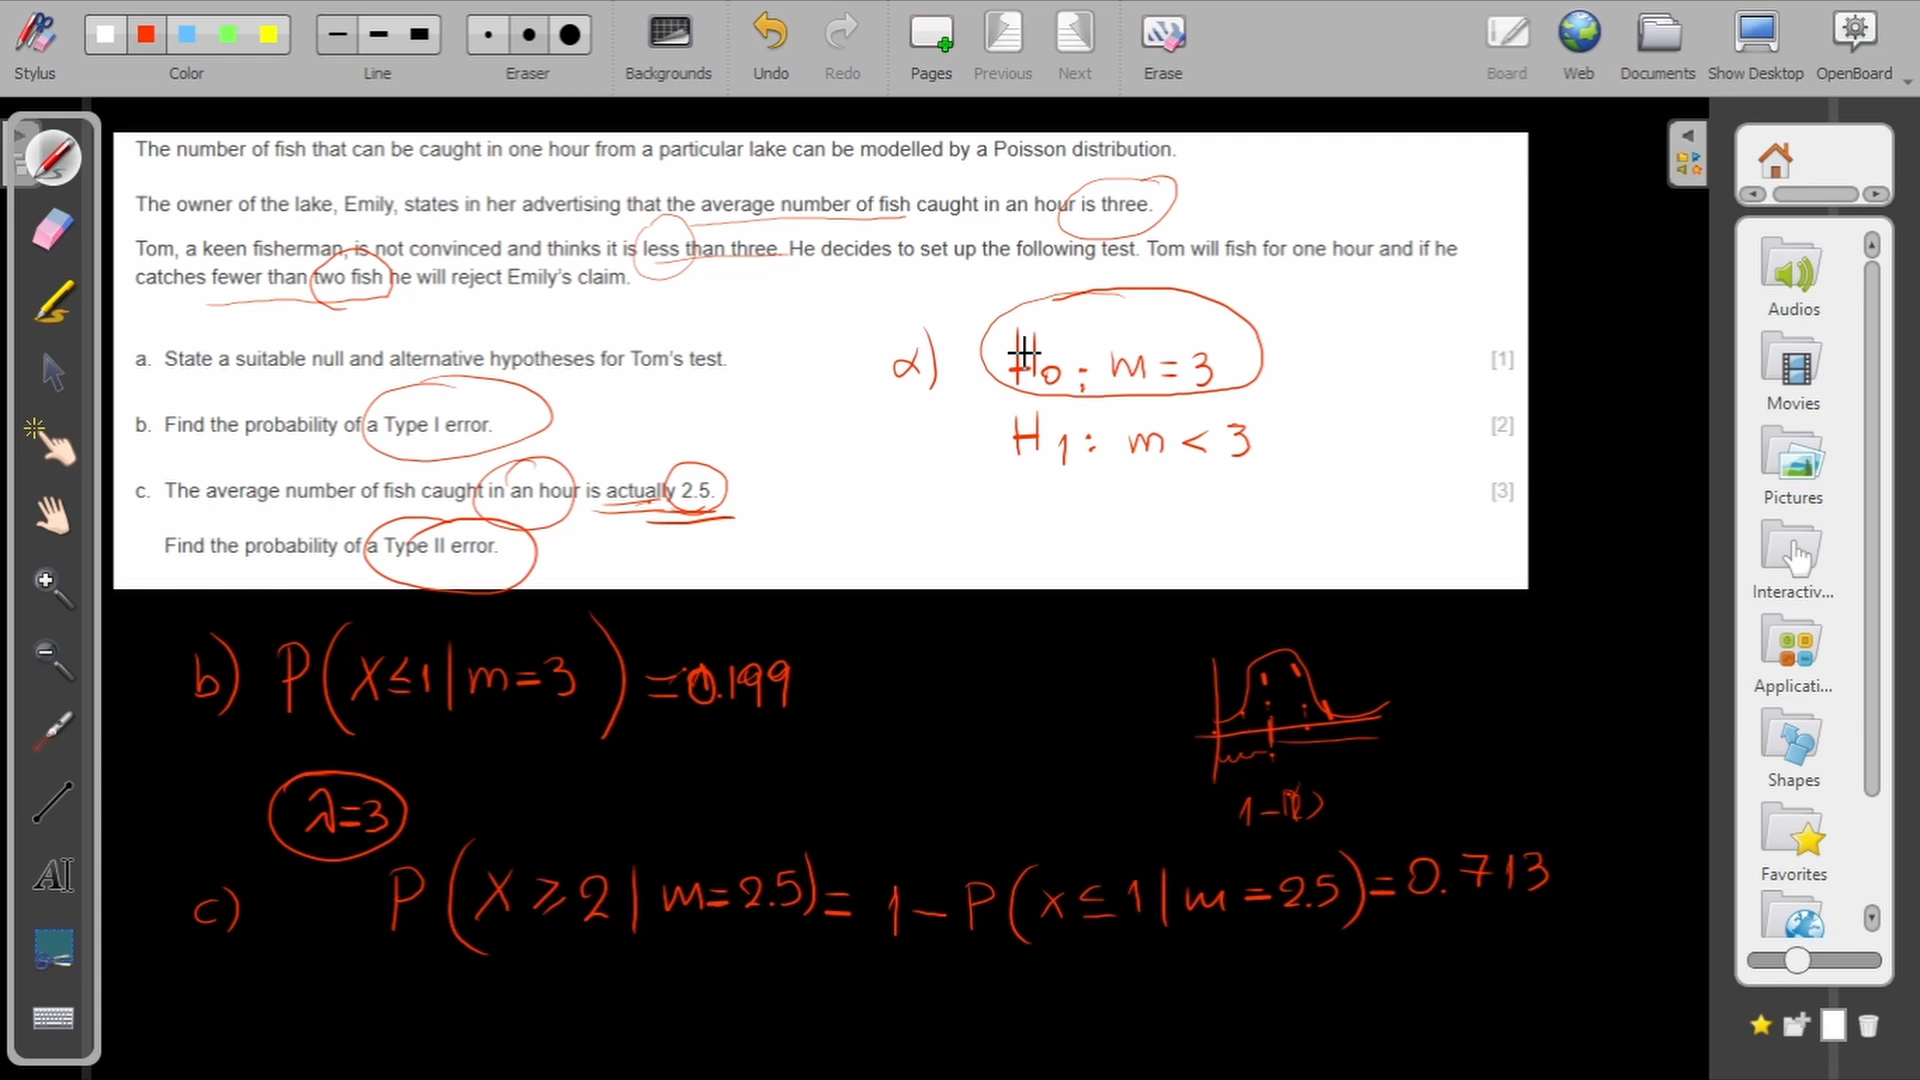 Stylus Color Line Eraser Backgrounds Undo Redo Pages Previous Next Erase Board Web Documents Show Desktop OpenBoard
The number of fish that can be caught in one hour from a particular lake can be modelled by a Poisson distribution.
The owner of the lake, Emily, states in her advertising that the average number of fish caught in an hour is three.
Tom, a keen fisherman, is not convinced and thinks it is less than three. He decides to set up the following test. Tom will fish for one hour and if he
catches fewer than two fish he will reject Emily's claim.
a. State a suitable null and alternative hypotheses for Tom's test. [1]
α) H₀: m = 3
H₁: m < 3
b. Find the probability of a Type I error. [2]
c. The average number of fish caught in an hour is actually 2.5. [3]
Find the probability of a Type II error.
b) P(X≤1|m=3) = 0.199
λ=3
c) P(X≥2|m=2.5) = 1-P(x≤1|m=2.5)=0.713
Audios
Movies
Pictures
Interactiv...
Applicati...
Shapes
Favorites